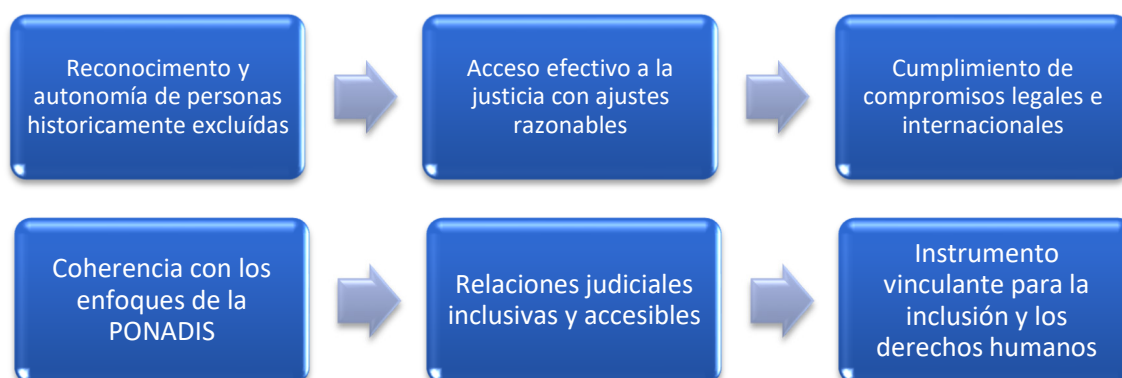 Reconocimento y
autonomía de personas
historicamente excluídas
Acceso efectivo a la
justicia con ajustes
razonables
Cumplimiento de
compromisos legales e
internacionales
Coherencia con los
enfoques de la
PONADIS
Relaciones judiciales
inclusivas y accesibles
Instrumento
vinculante para la
inclusión y los
derechos humanos